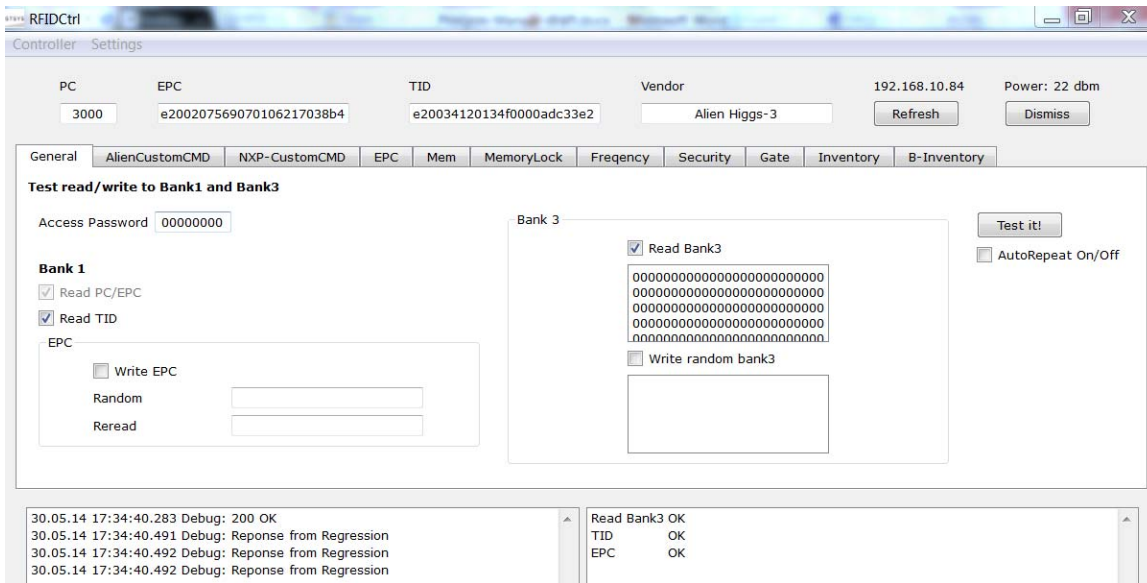 RFIDCtrl
Controller Settings
PC EPC TID Vendor 192.168.10.84 Power: 22 dbm
3000 e200207569070106217038b4 e20034120134f0000adc33e2 Alien Higgs-3 Refresh Dismiss
General AlienCustomCMD NXP-CustomCMD EPC Mem MemoryLock Freqency Security Gate Inventory B-Inventory
Test read/write to Bank1 and Bank3
Access Password 00000000
Bank 1
Read PC/EPC
Read TID
EPC
Write EPC
Random
Reread
Bank 3
Read Bank3
000000000000000000000000
000000000000000000000000
000000000000000000000000
000000000000000000000000
000000000000000000000000
Write random bank3
Test it!
AutoRepeat On/Off
30.05.14 17:34:40.283 Debug: 200 OK
30.05.14 17:34:40.491 Debug: Reponse from Regression
30.05.14 17:34:40.492 Debug: Reponse from Regression
30.05.14 17:34:40.492 Debug: Reponse from Regression
Read Bank3 OK
TID OK
EPC OK